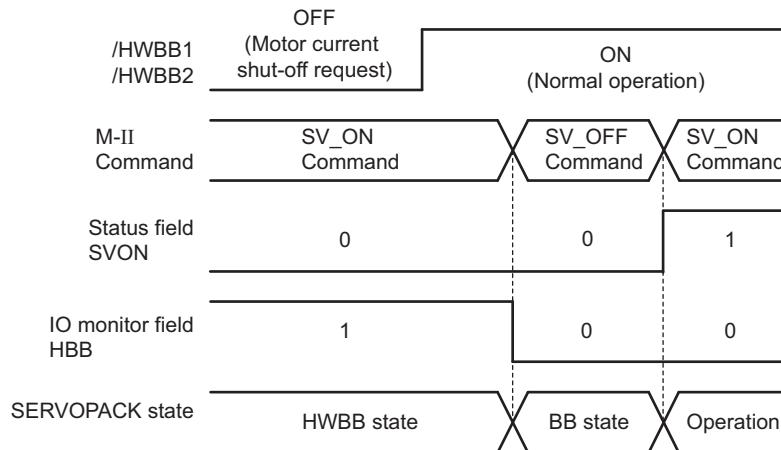 OFF
(Motor current
shut-off request)
/HWBB1
/HWBB2
ON
(Normal operation)
M-II
Command
SV_ON
Command
SV_OFF
Command
SV_ON
Command
Status field
SVON
0
0
1
IO monitor field
HBB
1
0
0
SERVOPACK state
HWBB state
BB state
Operation